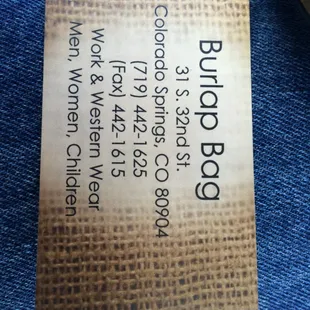 Burlap Bag
31 S. 32nd St.
Colorado Springs, CO 80904
(719) 442-1625
(Fax) 442-1615
Work & Western Wear
Men, Women, Children